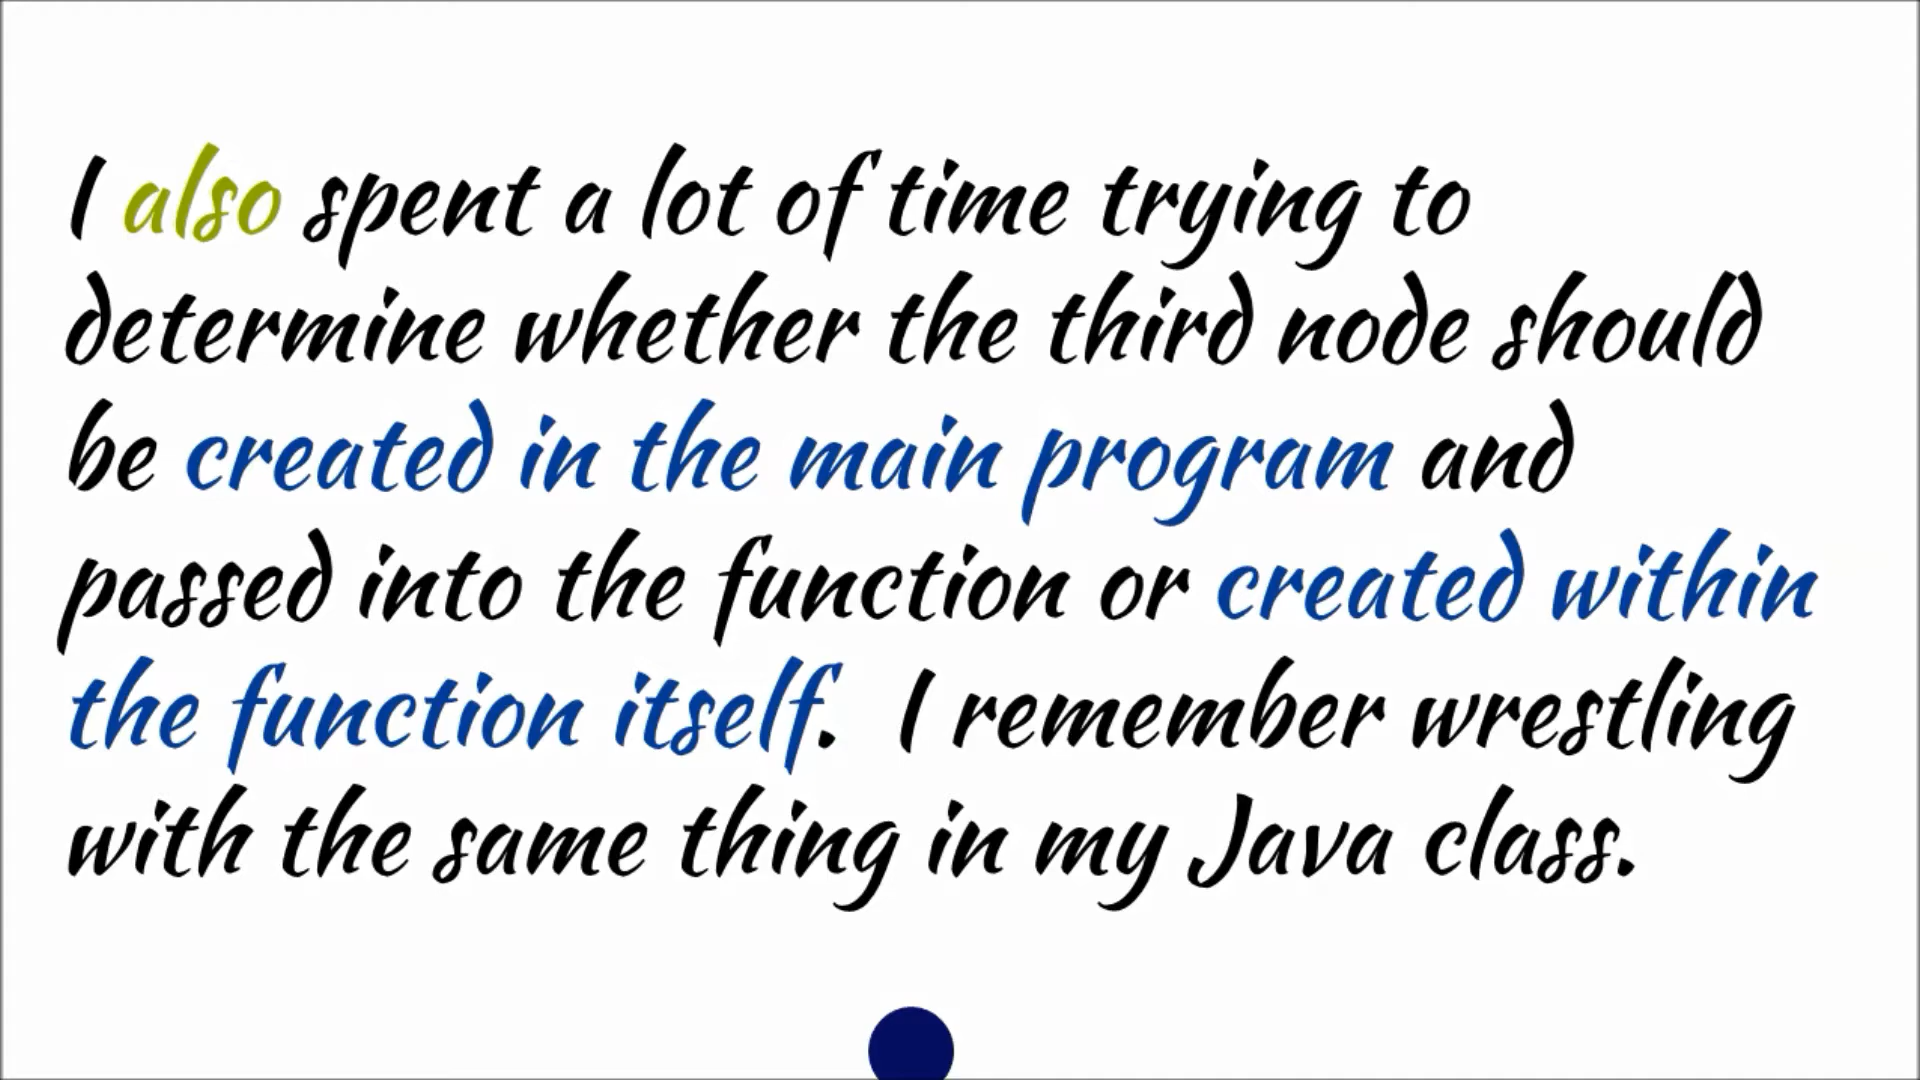 I also spent a lot of time trying to
determine whether the third node should
be created in the main program and
passed into the function or created within
the function itself.  I remember wrestling
with the same thing in my Java class.